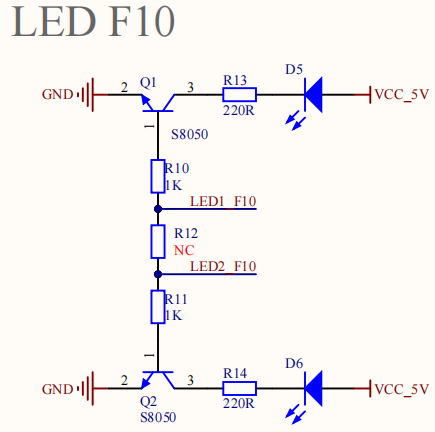 LED F10
D5
Q1
R13
GND
2
3
VCC_5V
220R
1
S8050
R10
1K
LED1_F10
R12
NC
LED2_F10
R11
1K
1
D6
R14
GND
2
3
VCC_5V
220R
Q2
S8050